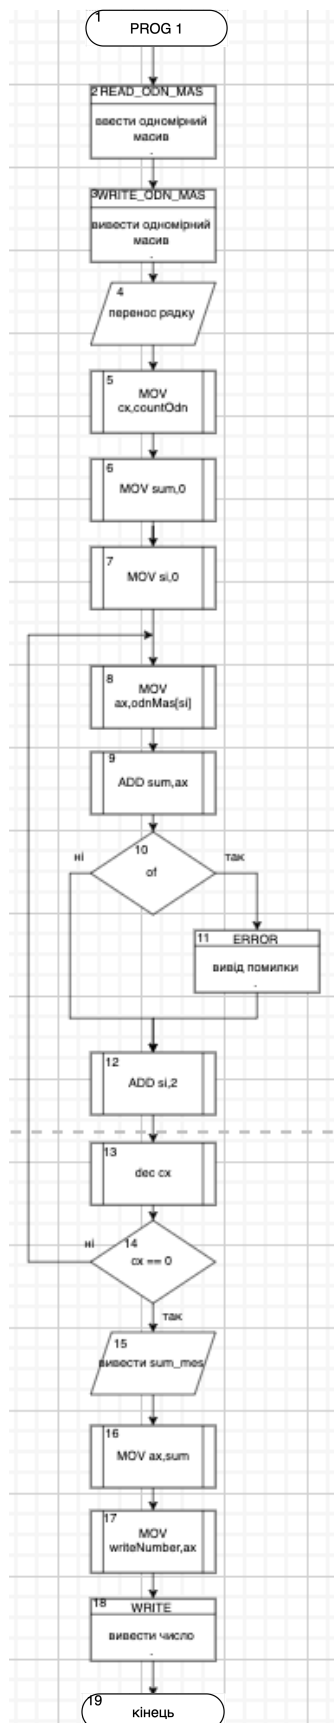 1
PROG 1
2 READ_ODN_MAS
ввести одномірний
масив
.
3WRITE_ODN_MAS
вивести одномірний
масив
.
4
перенос рядку
5
MOV
cx,countOdn
6
MOV sum,0
7
MOV si,0
8
MOV
ax,odnMas[si]
9
ADD sum,ax
10
ні
так
of
11 ERROR
вивід помилки
.
12
ADD si,2
13
dec cx
ні
14
cx == 0
так
15
вивести sum_mes
16
MOV ax,sum
17
MOV
writeNumber,ax
18 WRITE
вивести число
.
19
кінець